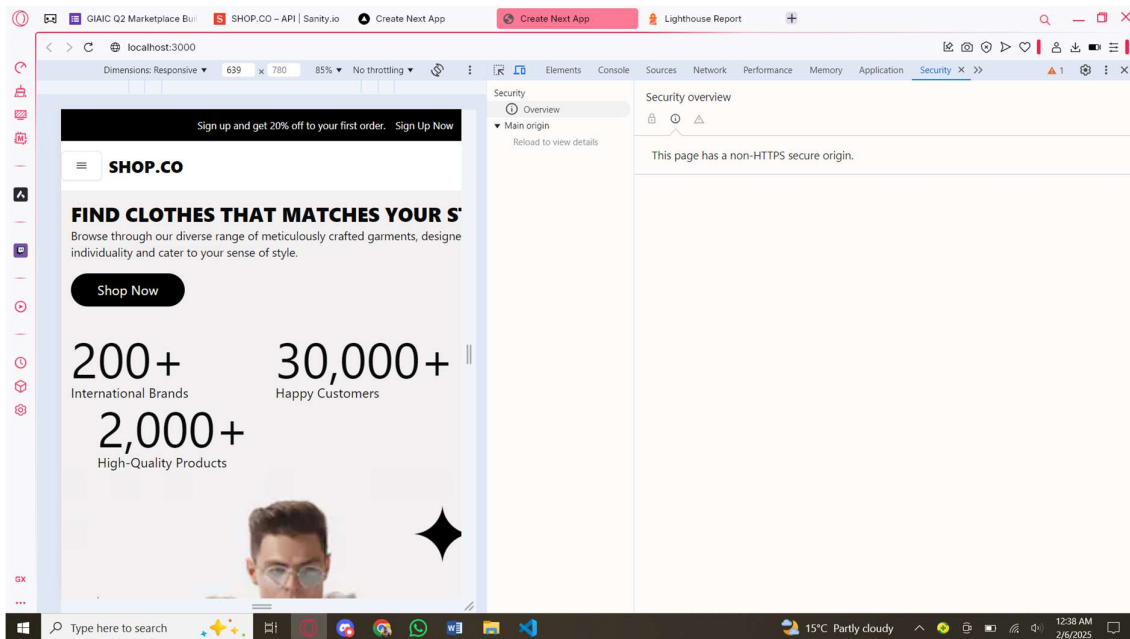 GIAIC Q2 Marketplace Buil
S SHOP.CO – API | Sanity.io
Create Next App
Create Next App
Lighthouse Report
localhost:3000
Dimensions: Responsive 639 x 780 85% No throttling
Elements Console Sources Network Performance Memory Application Security 1
Security
Overview
Main origin
Reload to view details
Security overview
This page has a non-HTTPS secure origin.
Sign up and get 20% off to your first order. Sign Up Now
SHOP.CO
FIND CLOTHES THAT MATCHES YOUR ST
Browse through our diverse range of meticulously crafted garments, designe
individuality and cater to your sense of style.
Shop Now
200+
International Brands
30,000+
Happy Customers
2,000+
High-Quality Products
GX
Type here to search
W
15°C Partly cloudy
12:38 AM
2/6/2025